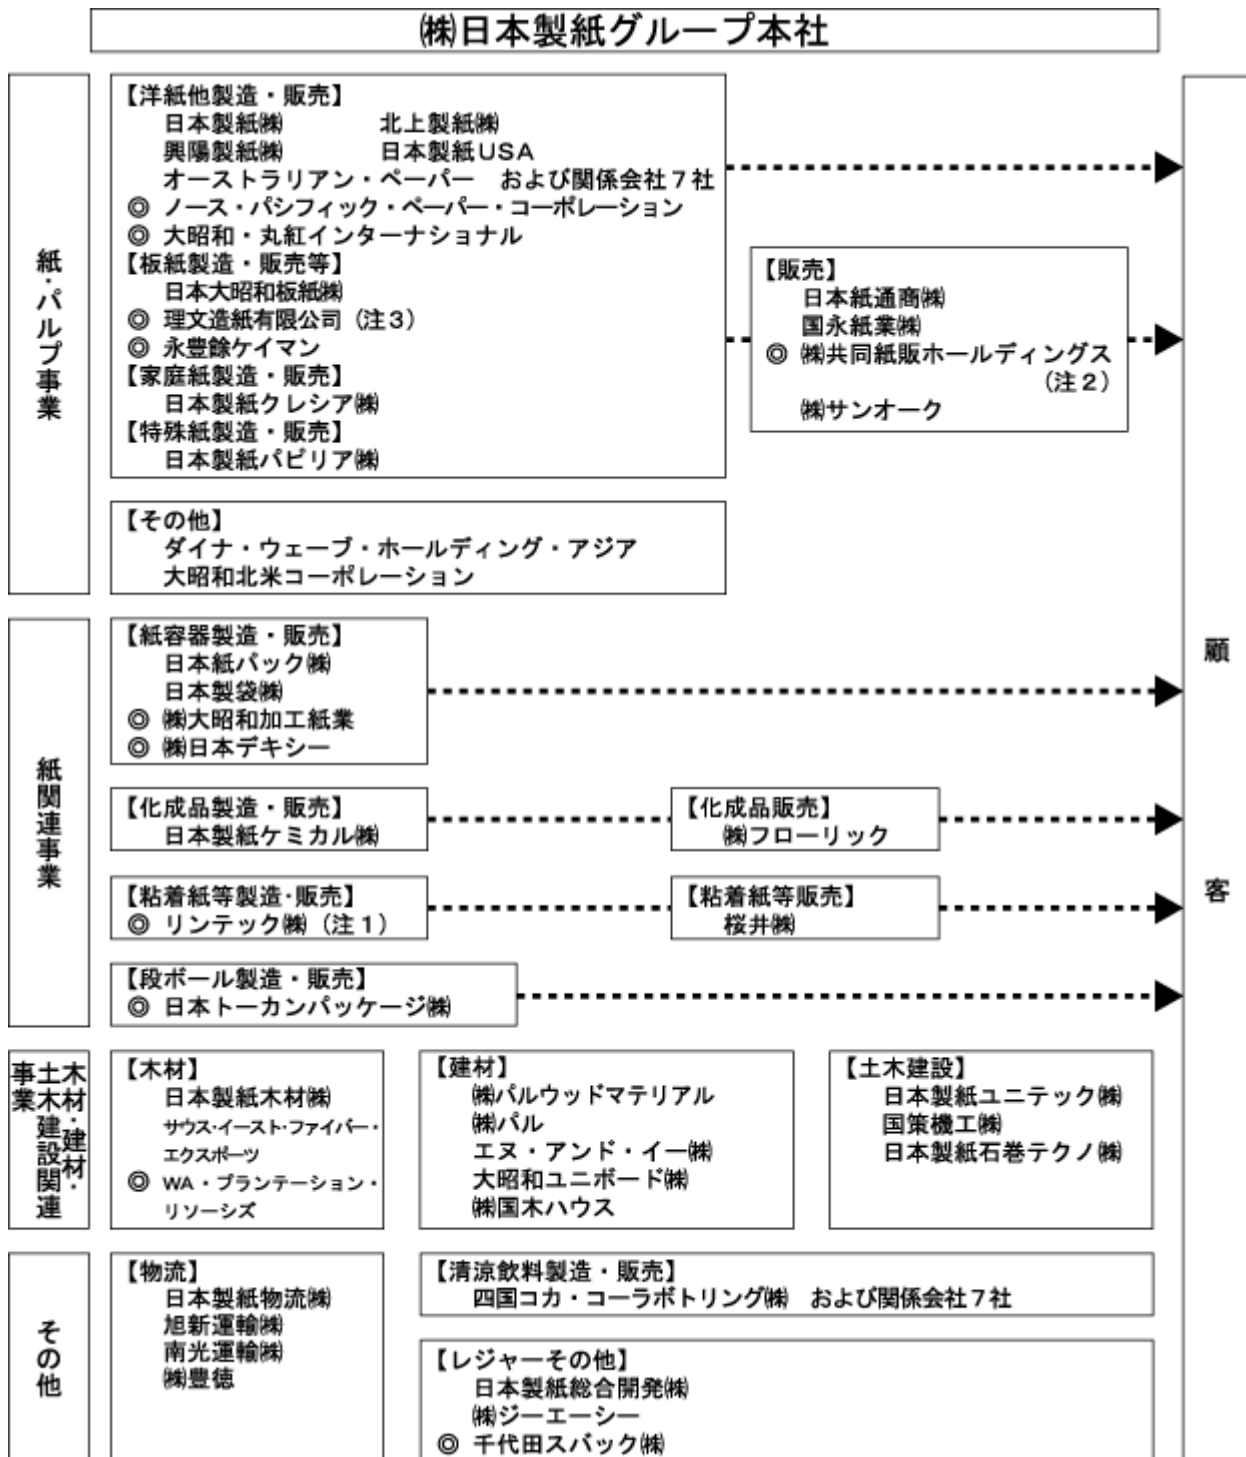 ㈱日本製紙グループ本社
紙・パルプ事業
【洋紙他製造・販売】
日本製紙㈱　北上製紙㈱
興陽製紙㈱　日本製紙USA
オーストラリアン・ペーパー　および関係会社7社
◎ ノース・パシフィック・ペーパー・コーポレーション
◎ 大昭和・丸紅インターナショナル
【板紙製造・販売等】
日本大昭和板紙㈱
◎ 理文造紙有限公司（注3）
◎ 永豊餘ケイマン
【家庭紙製造・販売】
日本製紙クレシア㈱
【特殊紙製造・販売】
日本製紙パピリア㈱
【販売】
日本紙通商㈱
国永紙業㈱
◎ ㈱共同紙販ホールディングス
（注2）
㈱サンオーク
【その他】
ダイナ・ウェーブ・ホールディング・アジア
大昭和北米コーポレーション
紙関連事業
【紙容器製造・販売】
日本紙パック㈱
日本製袋㈱
◎ ㈱大昭和加工紙業
◎ ㈱日本デキシー
【化成品製造・販売】
日本製紙ケミカル㈱
【化成品販売】
㈱フローリック
【粘着紙等製造・販売】
◎ リンテック㈱（注1）
【粘着紙等販売】
桜井㈱
【段ボール製造・販売】
◎ 日本トーカンパッケージ㈱
顧客
木材・建材・
土木建設関連
事業
【木材】
日本製紙木材㈱
サウス・イースト・ファイバー・
エクスポーツ
◎ WA・プランテーション・
リソーシズ
【建材】
㈱パルウッドマテリアル
㈱パル
エヌ・アンド・イー㈱
大昭和ユニボード㈱
㈱国木ハウス
【土木建設】
日本製紙ユニテック㈱
国策機工㈱
日本製紙石巻テクノ㈱
その他
【物流】
日本製紙物流㈱
旭新運輸㈱
南光運輸㈱
㈱豊徳
【清涼飲料製造・販売】
四国コカ・コーラボトリング㈱　および関係会社7社
【レジャーその他】
日本製紙総合開発㈱
㈱ジーエーシー
◎ 千代田スバック㈱